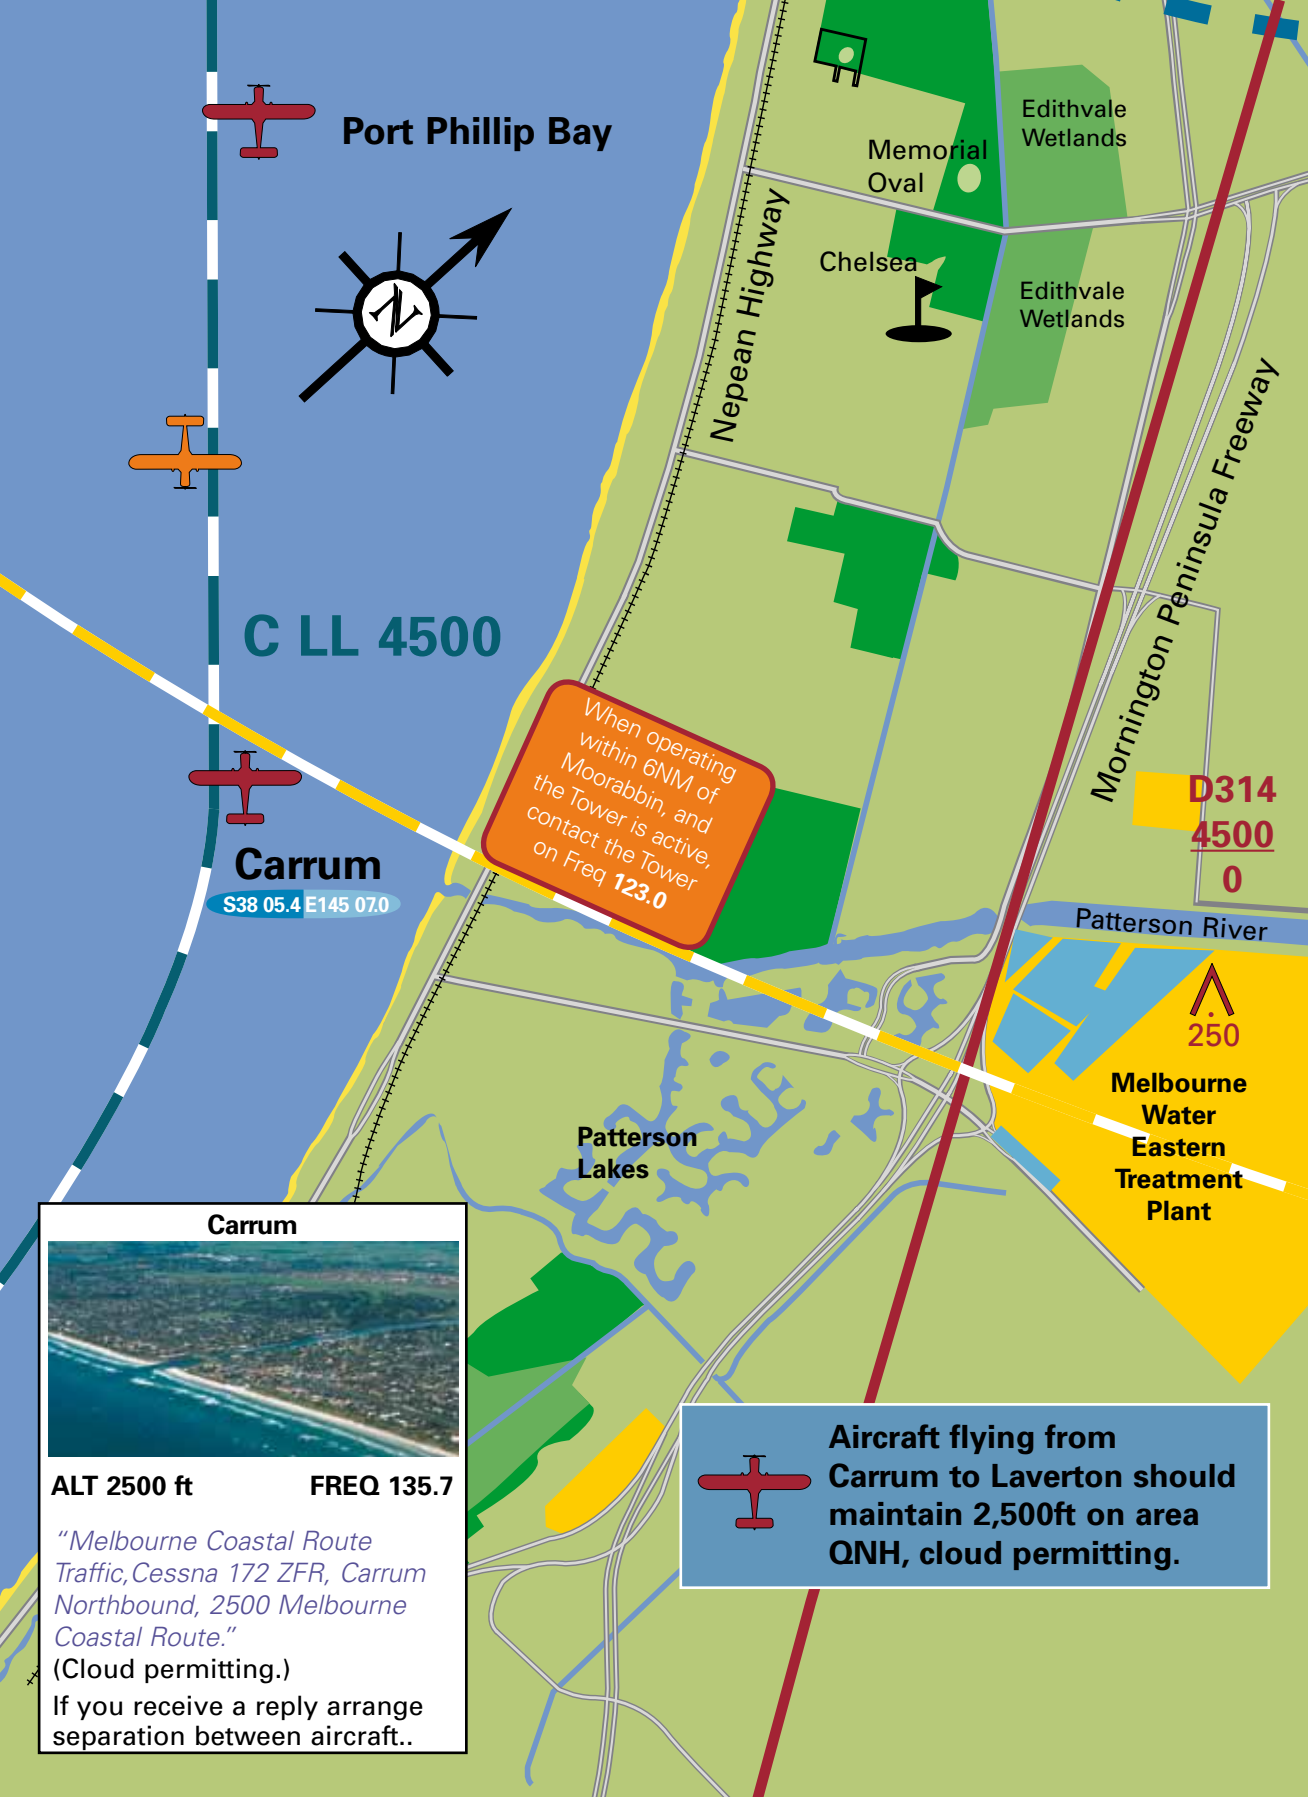 Port Phillip Bay
N
Edithvale
Wetlands
Memorial
Oval
Nepean Highway
Chelsea
Edithvale
Wetlands
Mornington Peninsula Freeway
C LL 4500
When operating
within 6NM of
Moorabbin, and
the Tower is active,
contact the Tower
on Freq 123.0
D314
4500
0
Carrum
S38 05.4 E145 07.0
Patterson River
250
Melbourne
Water
Eastern
Treatment
Plant
Patterson
Lakes
Carrum
ALT 2500 ft FREQ 135.7
“Melbourne Coastal Route
Traffic,Cessna 172 ZFR, Carrum
Northbound, 2500 Melbourne
Coastal Route.”
(Cloud permitting.)
If you receive a reply arrange
separation between aircraft..
Aircraft flying from
Carrum to Laverton should
maintain 2,500ft on area
QNH, cloud permitting.